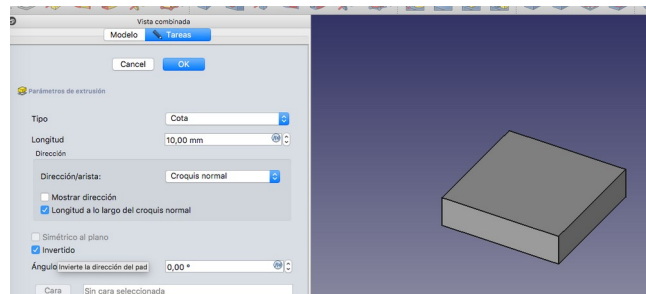 Vista combinada
Modelo Tareas
Cancel OK
Parámetros de extrusión
Tipo Cota
Longitud 10,00 mm
Dirección
Dirección/arista: Croquis normal
Mostrar dirección
Longitud a lo largo del croquis normal
Simétrico al plano
Invertido
Ángulo Invierte la dirección del pad 0,00 °
Cara Sin cara seleccionada